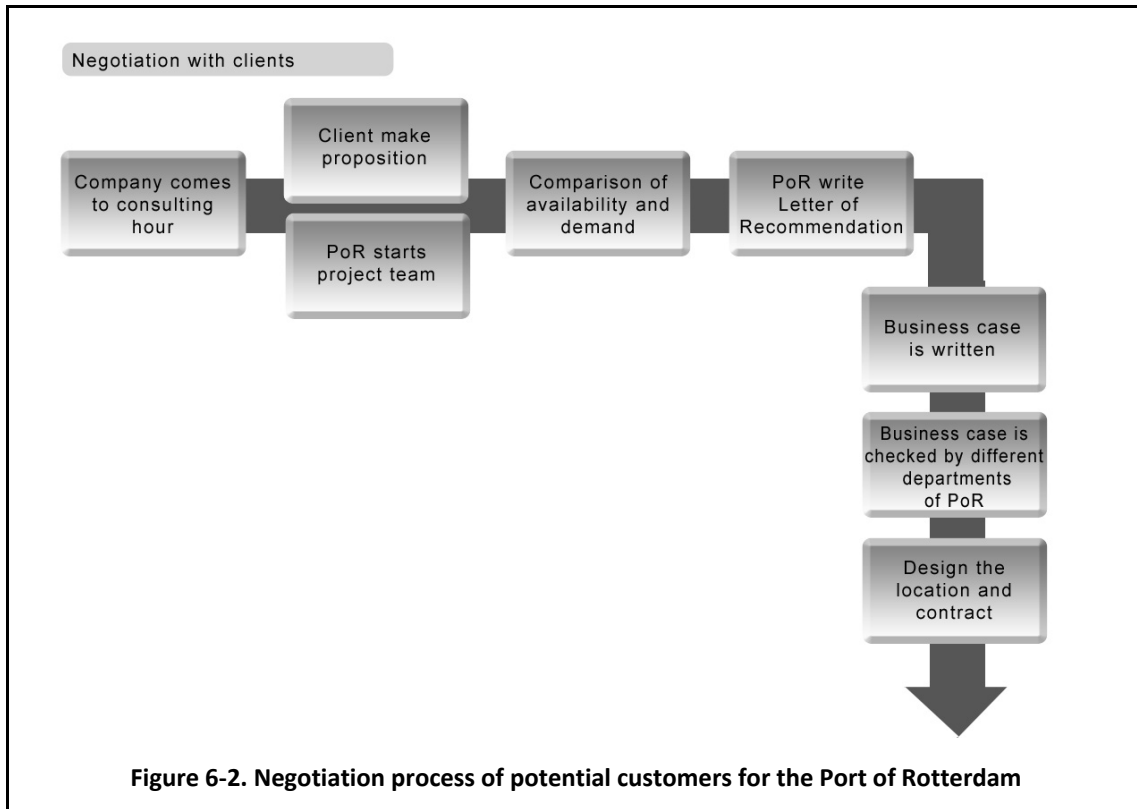 Negotiation with clients
Company comes
to consulting
hour
Client make
proposition
PoR starts
project team
Comparison of
availability and
demand
PoR write
Letter of
Recommendation
Business case
is written
Business case is
checked by different
departments
of PoR
Design the
location and
contract
Figure 6-2. Negotiation process of potential customers for the Port of Rotterdam